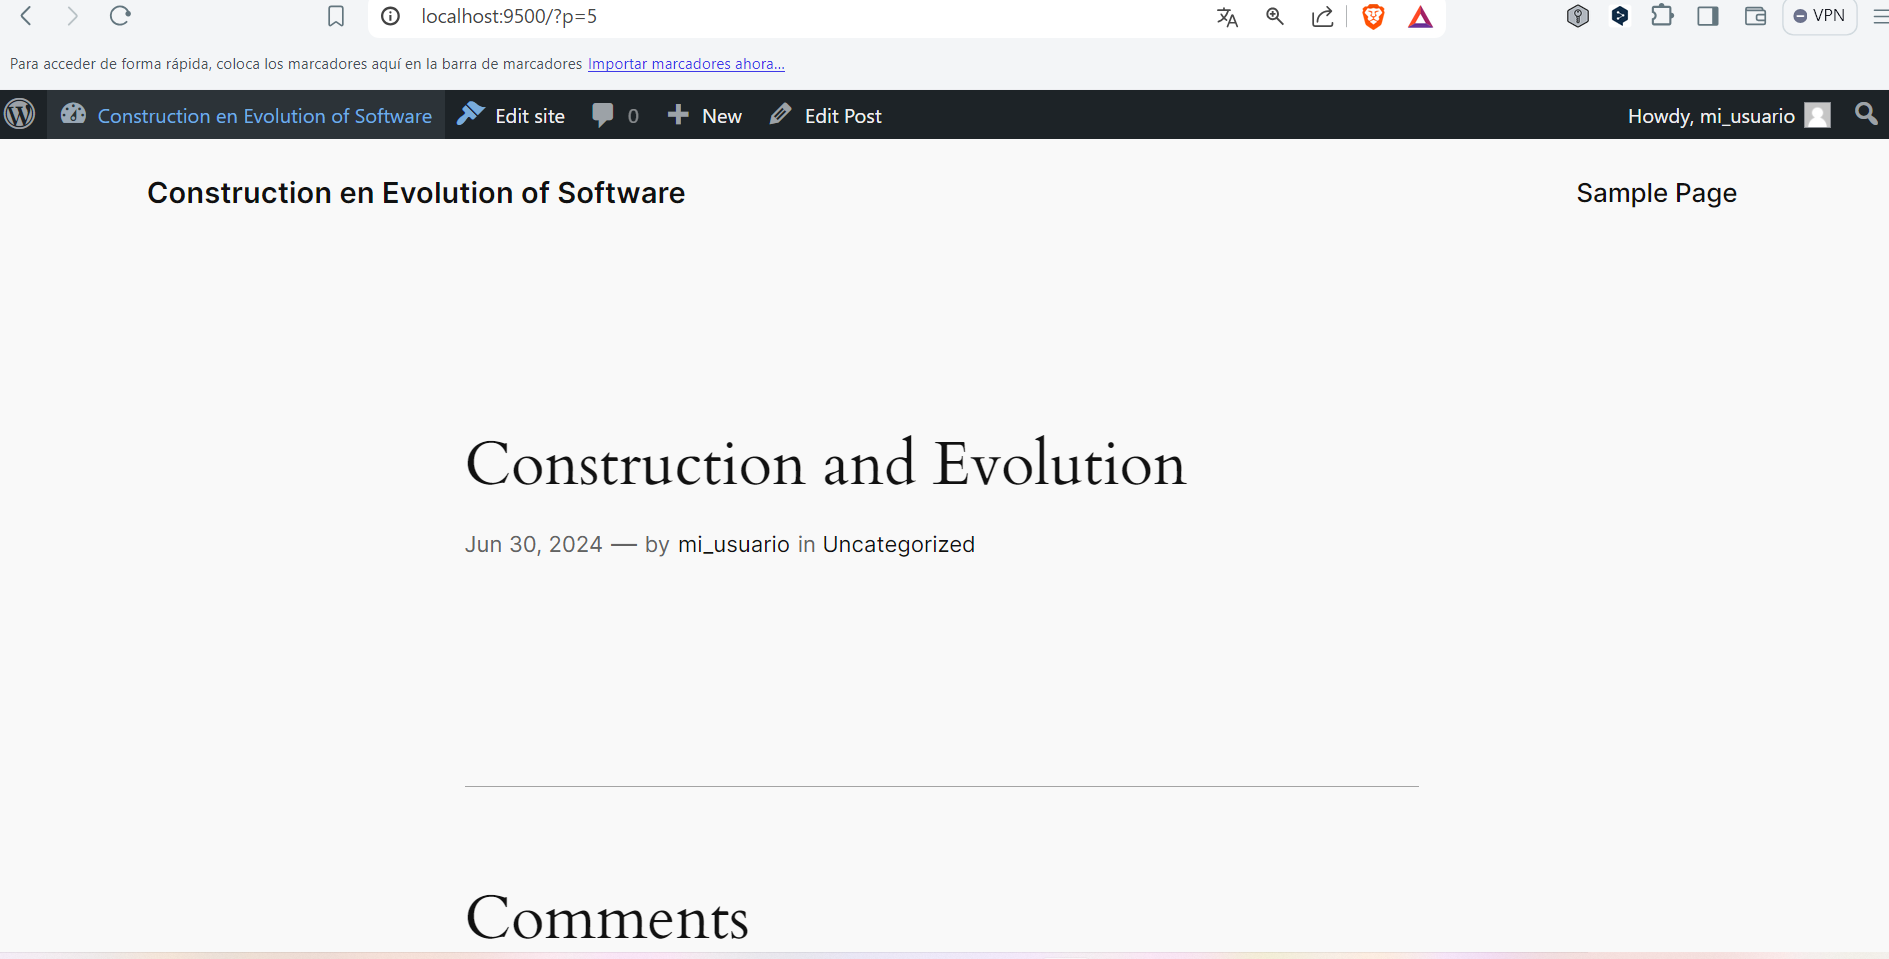 localhost:9500/?p=5
VPN
Para acceder de forma rápida, coloca los marcadores aquí en la barra de marcadores Importar marcadores ahora...
Construction en Evolution of Software Edit site 0 New Edit Post Howdy, mi_usuario
Construction en Evolution of Software Sample Page
Construction and Evolution
Jun 30, 2024 — by mi_usuario in Uncategorized
Comments